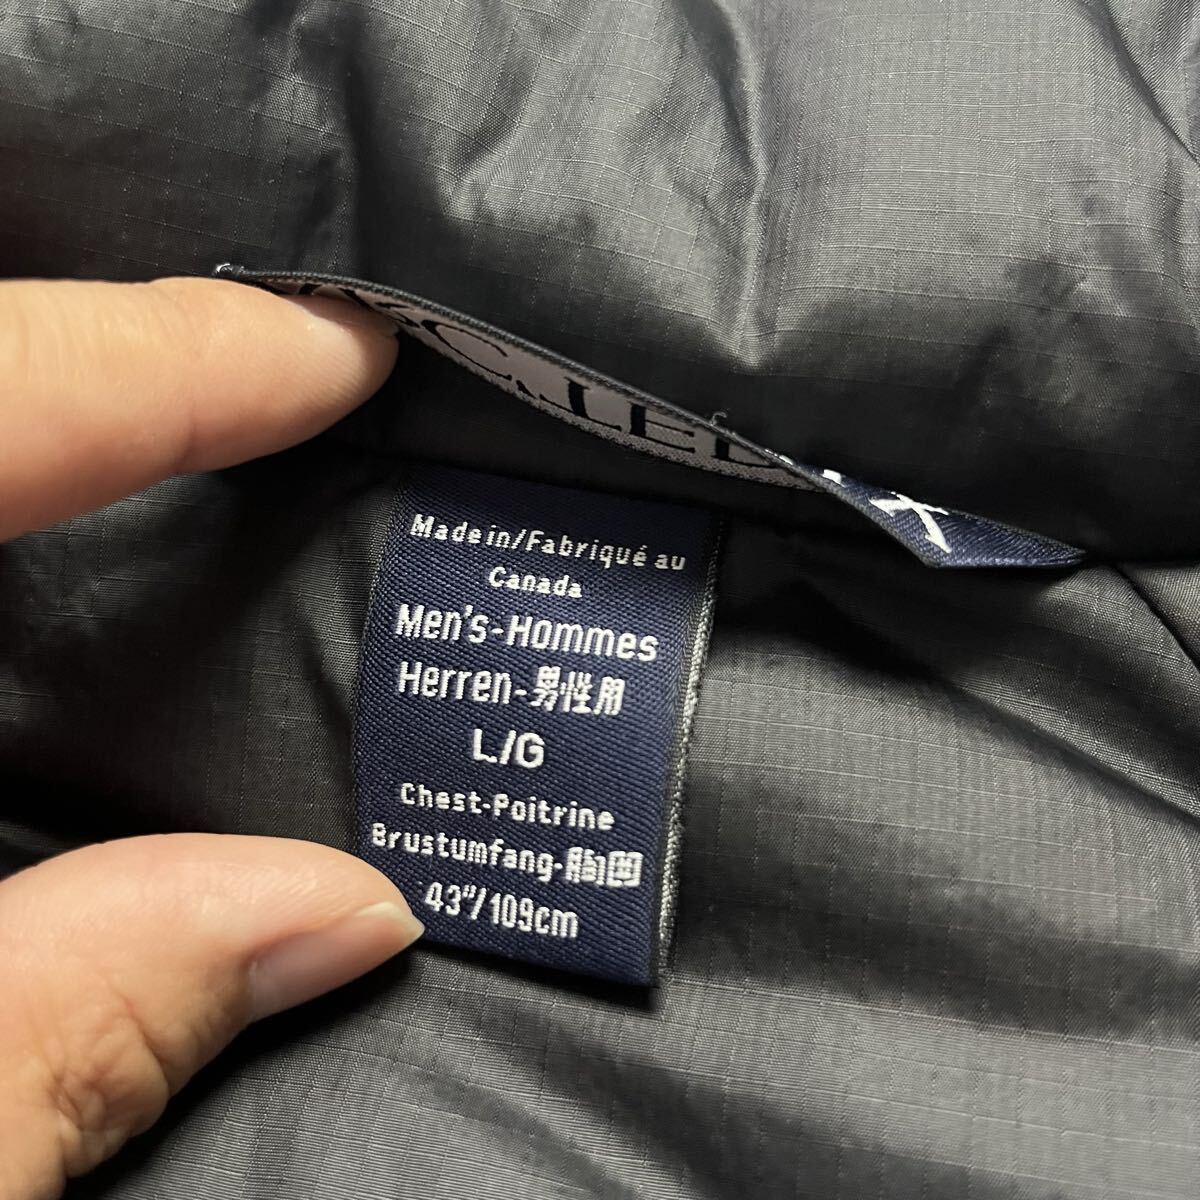 Made in/Fabriqué au
Canada
Men's-Hommes
Herren-男性用
L/G
Chest-Poitrine
Brustumfang-胸囲
43"/109cm